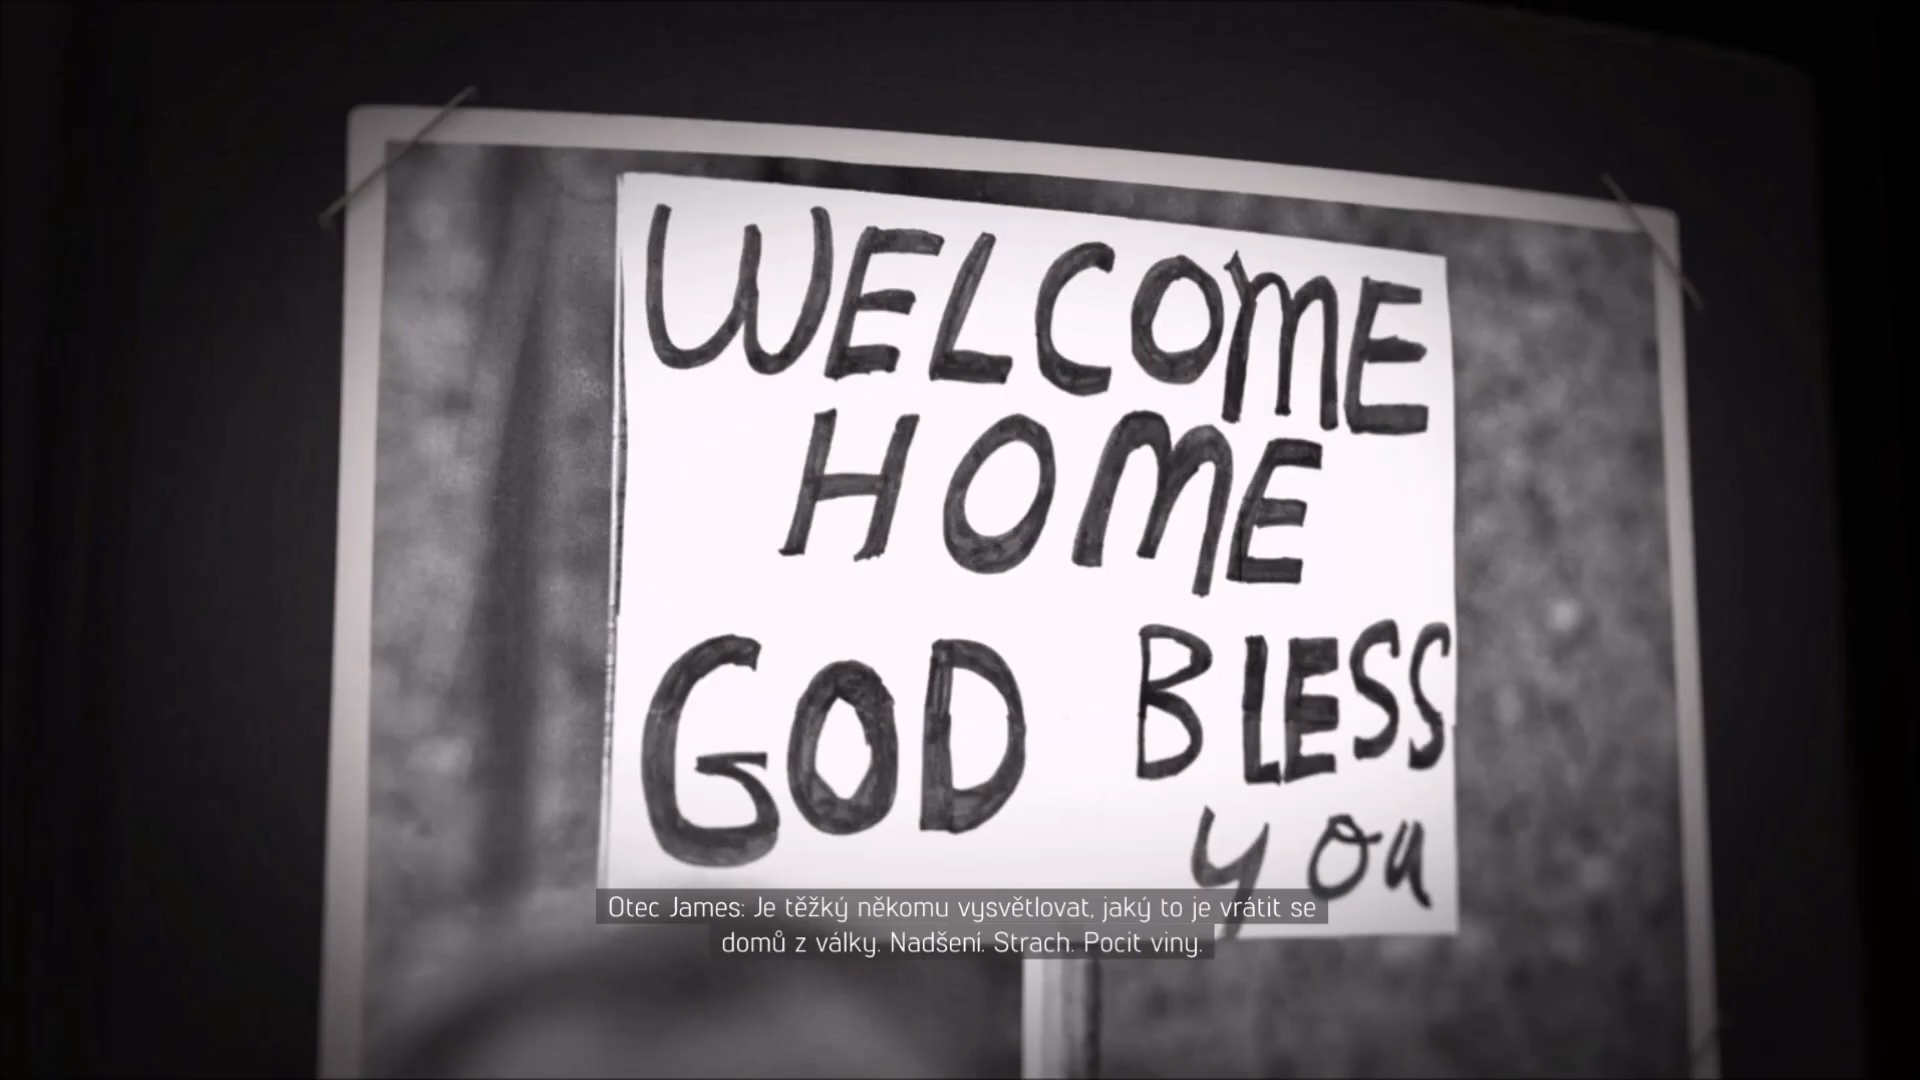 WELCOME
HOME
GOD BLESS
you
Otec James: Je těžký někomu vysvětlovat, jaký to je vrátit se
domů z války. Nadšení. Strach. Pocit viny.